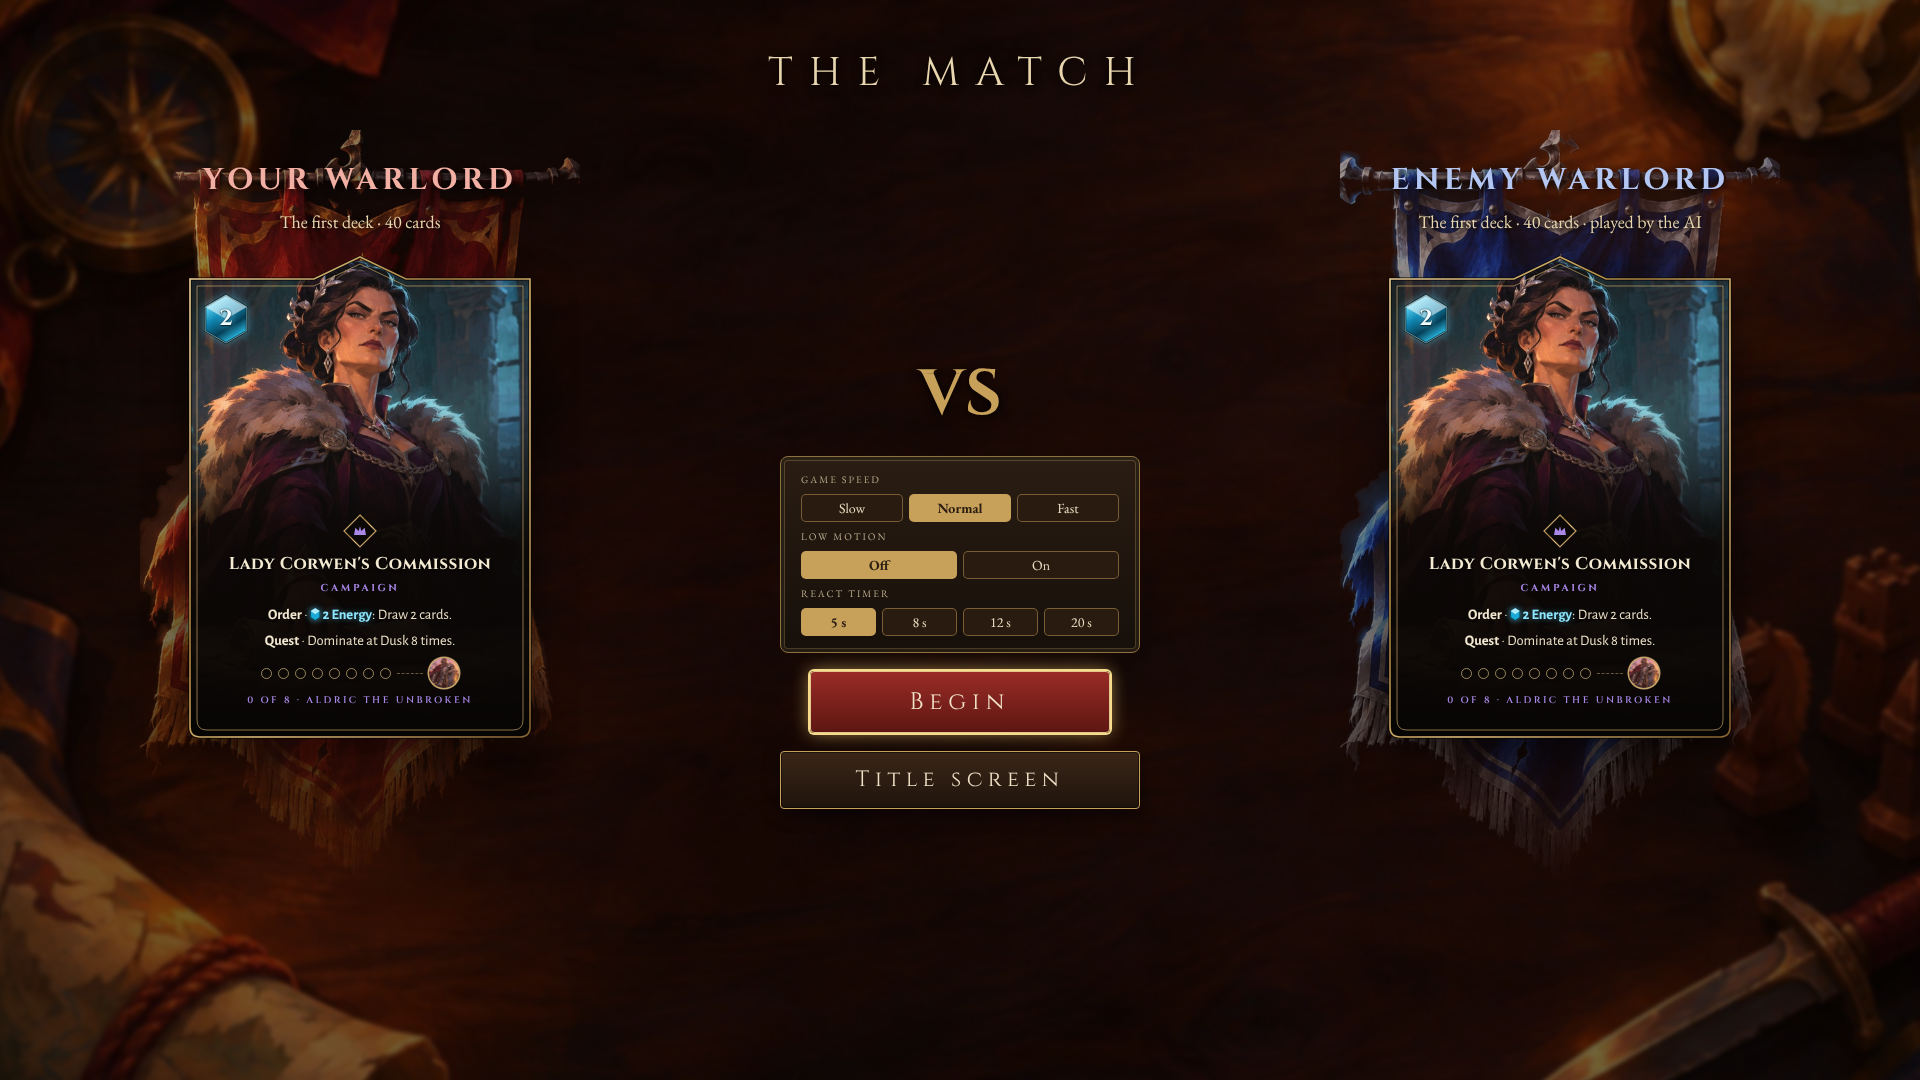 THE MATCH
YOUR WARLORD
The first deck · 40 cards
2
LADY CORWEN'S COMMISSION
CAMPAIGN
Order · 2 Energy: Draw 2 cards.
Quest · Dominate at Dusk 8 times.
0 OF 8 · ALDRIC THE UNBROKEN
VS
GAME SPEED
Slow Normal Fast
LOW MOTION
Off On
REACT TIMER
5 s 8 s 12 s 20 s
BEGIN
TITLE SCREEN
ENEMY WARLORD
The first deck · 40 cards · played by the AI
2
LADY CORWEN'S COMMISSION
CAMPAIGN
Order · 2 Energy: Draw 2 cards.
Quest · Dominate at Dusk 8 times.
0 OF 8 · ALDRIC THE UNBROKEN